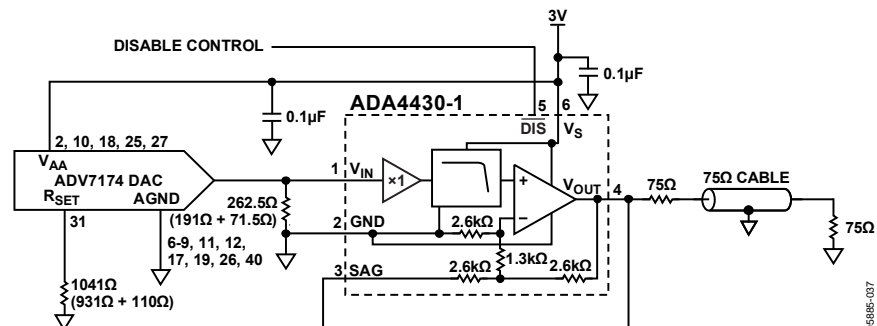 3V
DISABLE CONTROL
0.1µF
0.1µF
ADA4430-1
5
6
DIS
VS
2, 10, 18, 25, 27
VAA
ADV7174 DAC
RSET
AGND
31
1
VIN
×1
+
−
VOUT
4
75Ω
75Ω CABLE
75Ω
262.5Ω
(191Ω + 71.5Ω)
2
GND
2.6kΩ
1.3kΩ
6-9, 11, 12,
17, 19, 26, 40
3
SAG
2.6kΩ
2.6kΩ
1041Ω
(931Ω + 110Ω)
5885-037